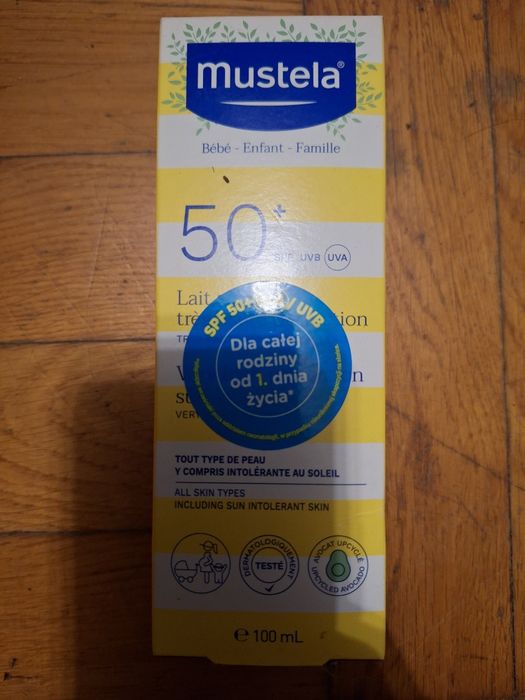 mustela®
Bébé - Enfant - Famille
50+
SPF UVB UVA
Lait
trè
SPF 50+ / UVB
Dla całej
rodziny
od 1. dnia
życia*
TOUT TYPE DE PEAU
Y COMPRIS INTOLÉRANTE AU SOLEIL
ALL SKIN TYPES
INCLUDING SUN INTOLERANT SKIN
DERMATOLOGIQUEMENT
TESTÉ
AVOCAT UPCYCLÉ
UPCYCLED AVOCADO
e 100 mL